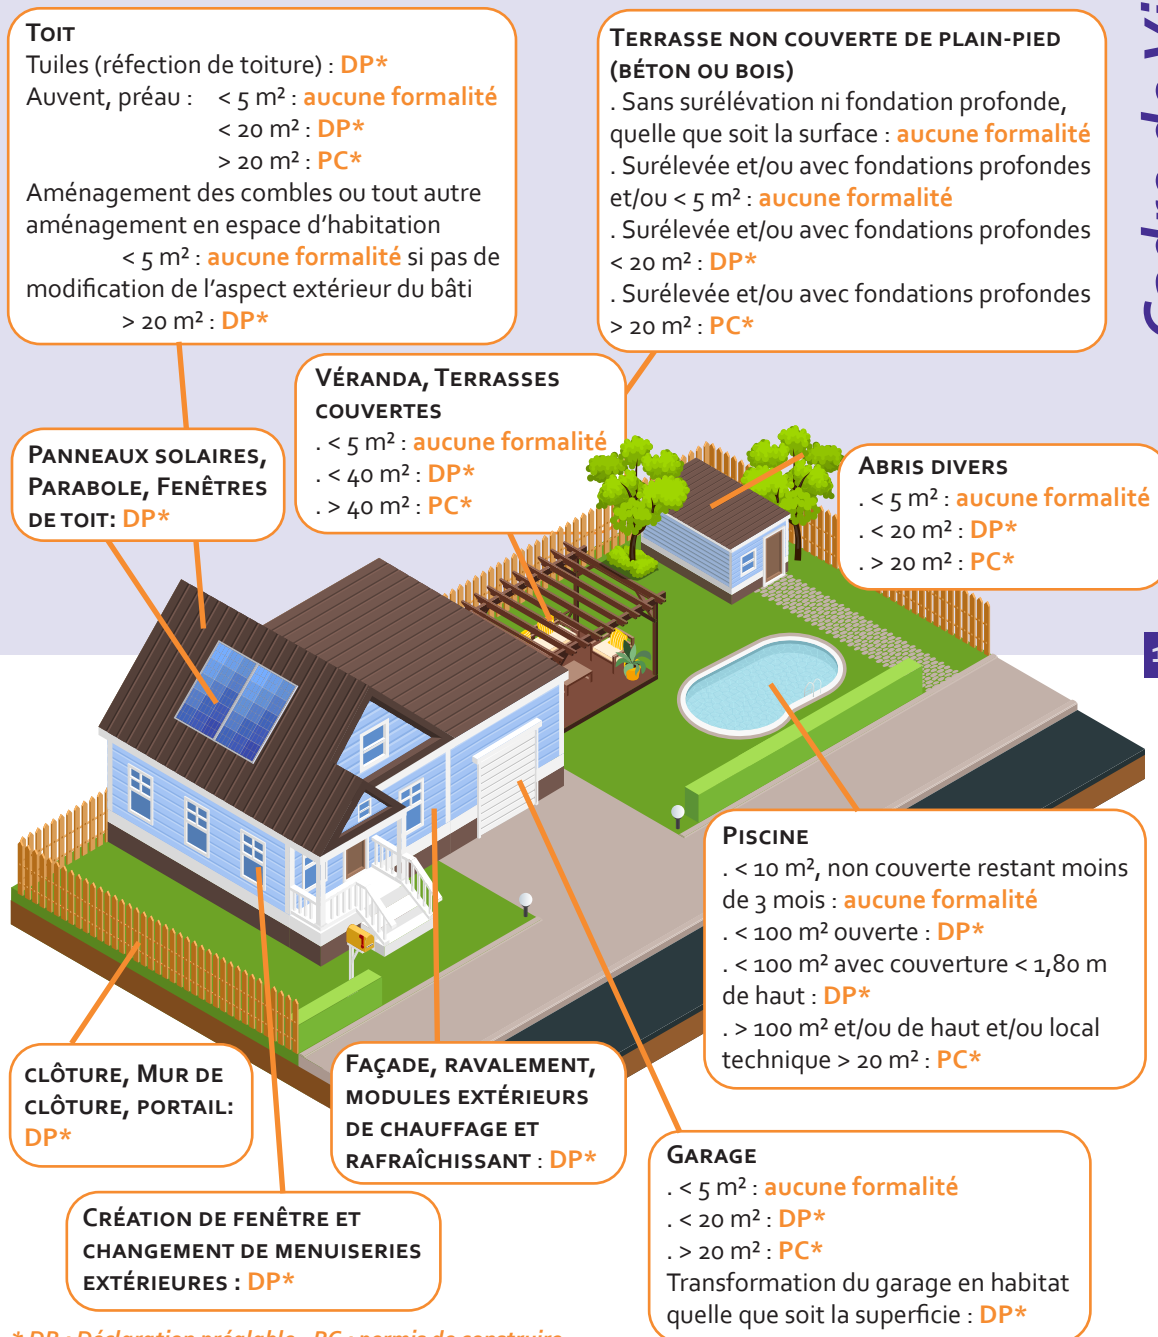 Toit
Tuiles (réfection de toiture) : DP*
Auvent, préau : < 5 m² : aucune formalité
< 20 m² : DP*
> 20 m² : PC*
Aménagement des combles ou tout autre
aménagement en espace d'habitation
< 5 m² : aucune formalité si pas de
modification de l'aspect extérieur du bâti
> 20 m² : DP*
Terrasse non couverte de plain-pied
(béton ou bois)
. Sans surélévation ni fondation profonde,
quelle que soit la surface : aucune formalité
. Surélevée et/ou avec fondations profondes
et/ou < 5 m² : aucune formalité
. Surélevée et/ou avec fondations profondes
< 20 m² : DP*
. Surélevée et/ou avec fondations profondes
> 20 m² : PC*
Véranda, Terrasses
couvertes
. < 5 m² : aucune formalité
. < 40 m² : DP*
. > 40 m² : PC*
Panneaux solaires,
Parabole, Fenêtres
de toit: DP*
Abris divers
. < 5 m² : aucune formalité
. < 20 m² : DP*
. > 20 m² : PC*
Piscine
. < 10 m², non couverte restant moins
de 3 mois : aucune formalité
. < 100 m² ouverte : DP*
. < 100 m² avec couverture < 1,80 m
de haut : DP*
. > 100 m² et/ou de haut et/ou local
technique > 20 m² : PC*
clôture, Mur de
clôture, portail:
DP*
Façade, ravalement,
modules extérieurs
de chauffage et
rafraîchissant : DP*
Création de fenêtre et
changement de menuiseries
extérieures : DP*
Garage
. < 5 m² : aucune formalité
. < 20 m² : DP*
. > 20 m² : PC*
Transformation du garage en habitat
quelle que soit la superficie : DP*
* DP : Déclaration préalable - PC : permis de construire